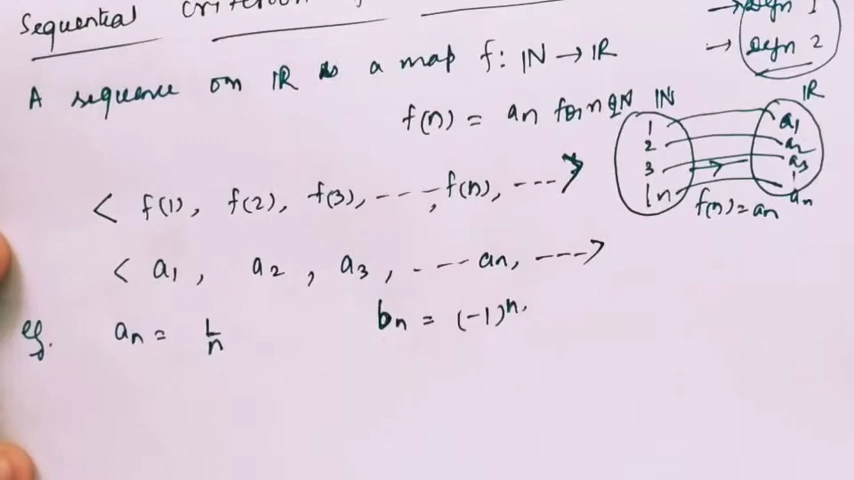 Sequential Criterion
→ Defn 1
→ Defn 2
A sequence on IR is a map f: IN → IR
f(n) = an for n ∈ IN
IN IR
1 a1
2 a2
3 a3
n an
f(n) = an
< f(1), f(2), f(3), ---, f(n), --->
< a1, a2, a3, ---- an, --->
eg. an = 1/n bn = (-1)^n.